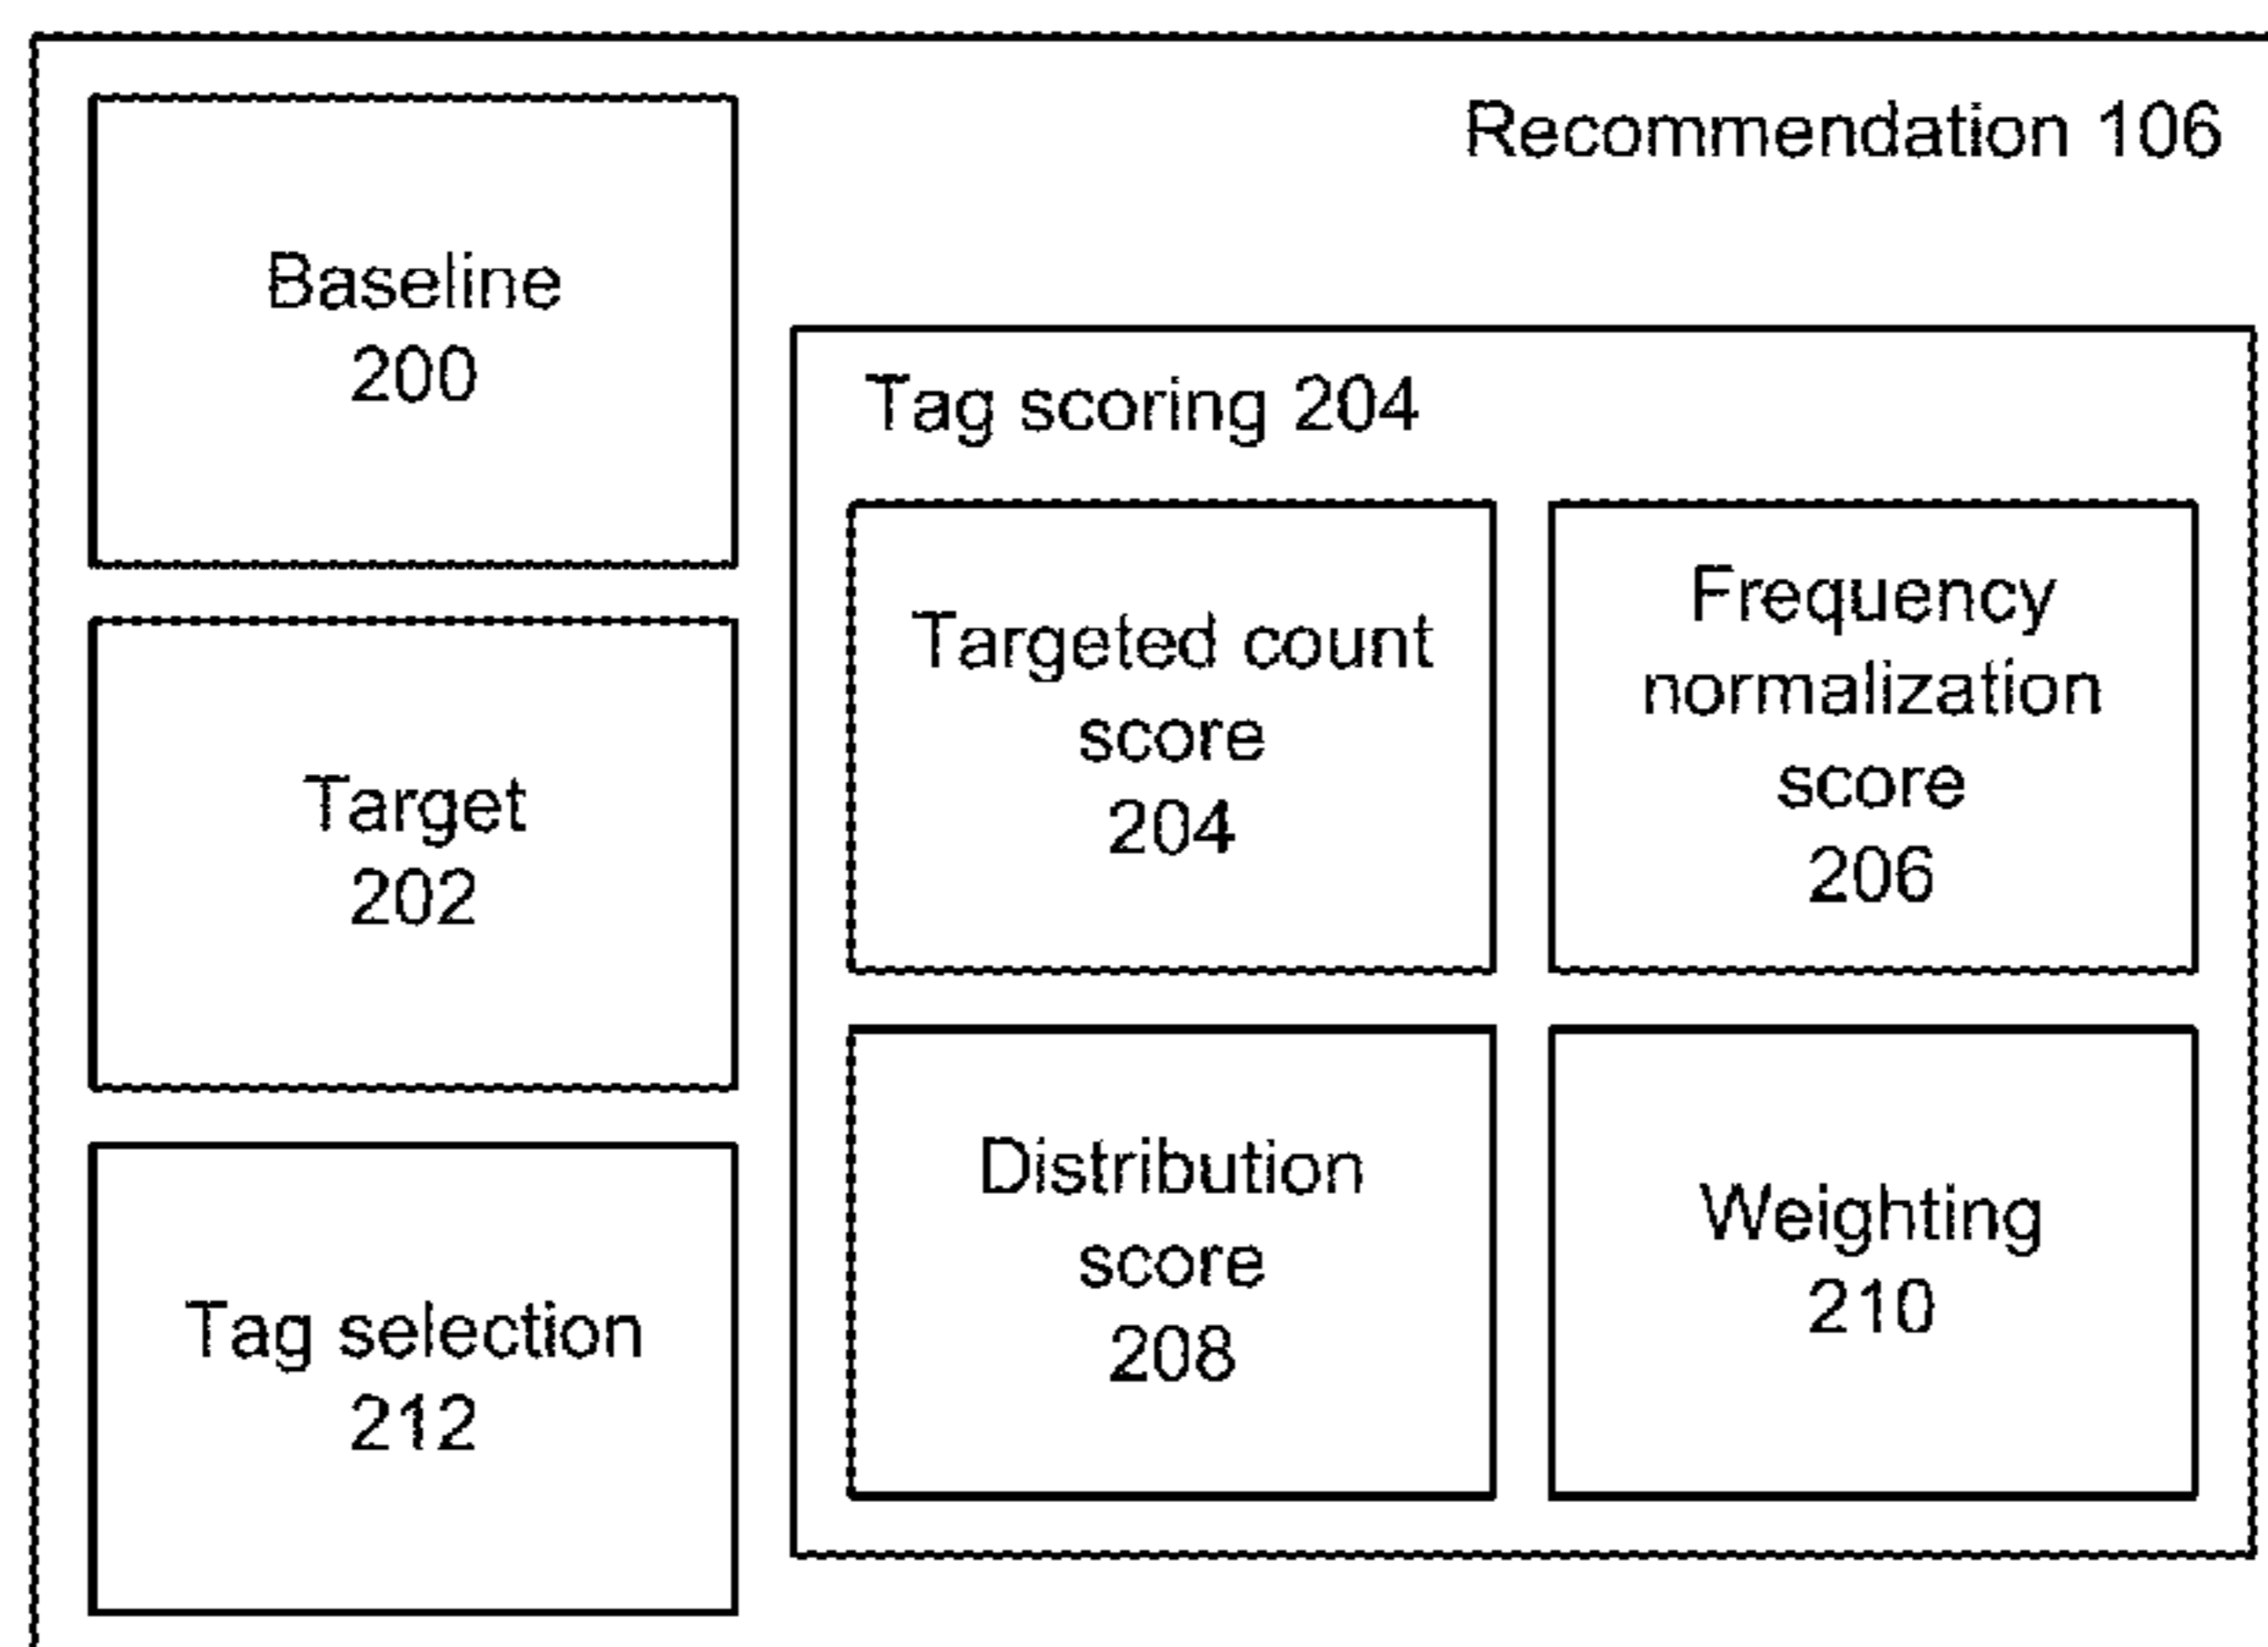 Recommendation 106
Baseline
200
Target
202
Tag selection
212
Tag scoring 204
Targeted count
score
204
Frequency
normalization
score
206
Distribution
score
208
Weighting
210